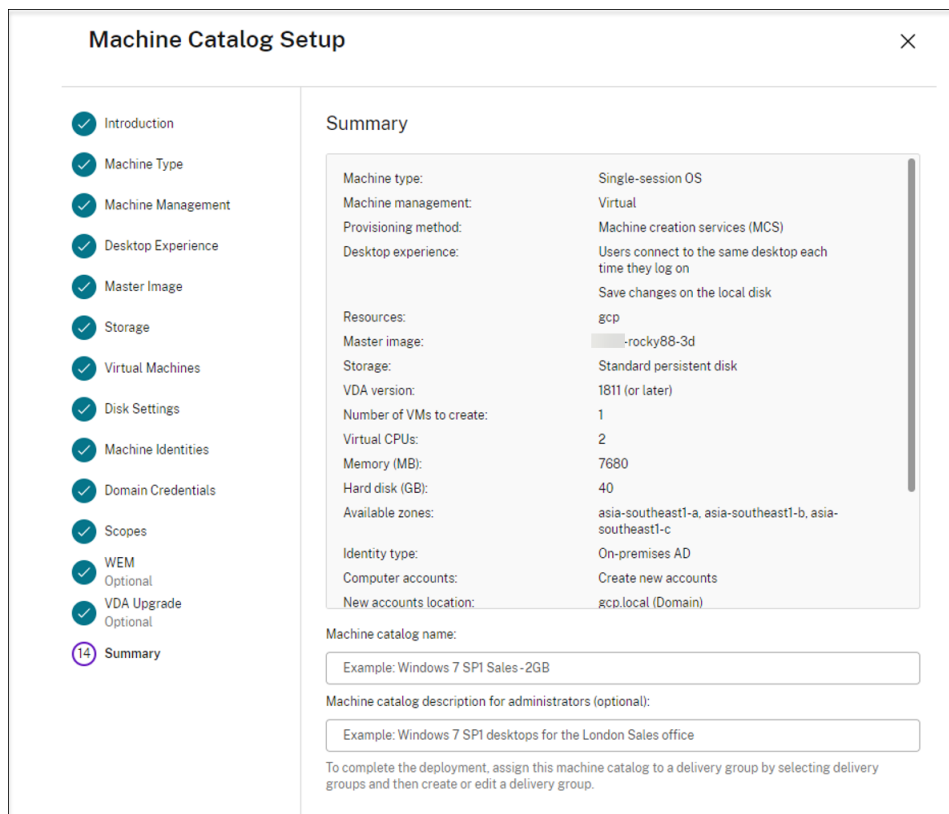 Machine Catalog Setup
Introduction
Machine Type
Machine Management
Desktop Experience
Master Image
Storage
Virtual Machines
Disk Settings
Machine Identities
Domain Credentials
Scopes
WEM
Optional
VDA Upgrade
Optional
14 Summary
Summary
Machine type: Single-session OS
Machine management: Virtual
Provisioning method: Machine creation services (MCS)
Desktop experience: Users connect to the same desktop each
time they log on
Save changes on the local disk
Resources: gcp
Master image: -rocky88-3d
Storage: Standard persistent disk
VDA version: 1811 (or later)
Number of VMs to create: 1
Virtual CPUs: 2
Memory (MB): 7680
Hard disk (GB): 40
Available zones: asia-southeast1-a, asia-southeast1-b, asia-
southeast1-c
Identity type: On-premises AD
Computer accounts: Create new accounts
New accounts location: gcp.local (Domain)
Machine catalog name:
Example: Windows 7 SP1 Sales - 2GB
Machine catalog description for administrators (optional):
Example: Windows 7 SP1 desktops for the London Sales office
To complete the deployment, assign this machine catalog to a delivery group by selecting delivery
groups and then create or edit a delivery group.